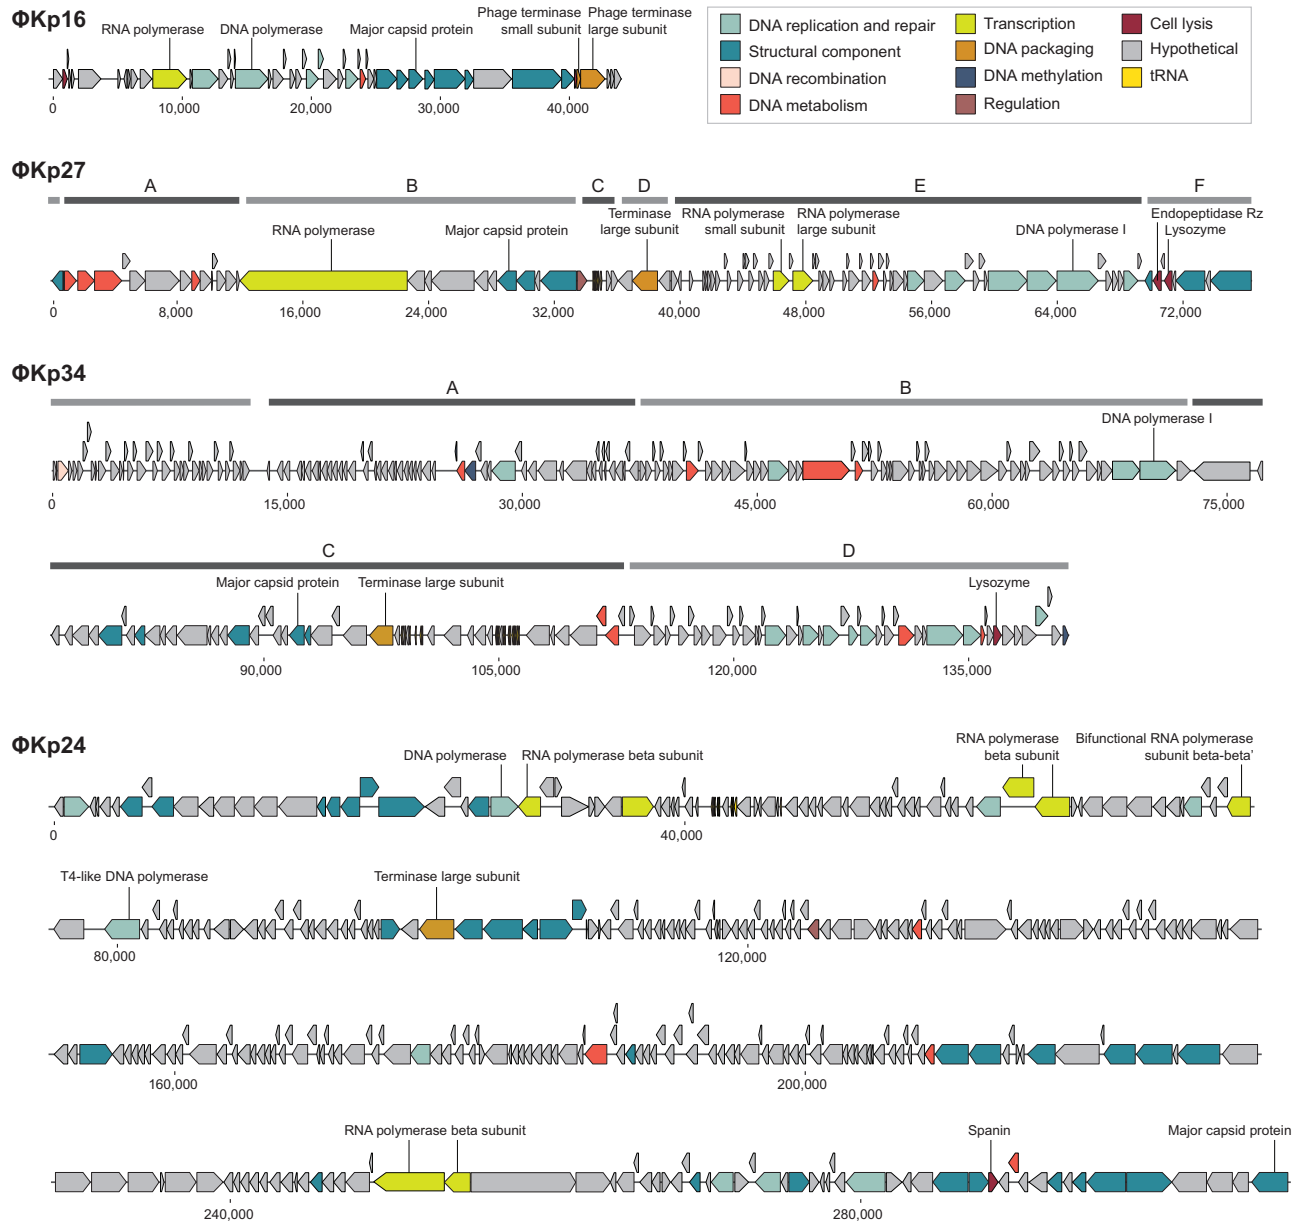 ΦKp16
RNA polymerase
DNA polymerase
Major capsid protein
Phage terminase
small subunit
Phage terminase
large subunit
0
10,000
20,000
30,000
40,000
DNA replication and repair
Structural component
DNA recombination
DNA metabolism
Transcription
DNA packaging
DNA methylation
Regulation
Cell lysis
Hypothetical
tRNA
ΦKp27
A
B
C
D
E
F
RNA polymerase
Major capsid protein
Terminase
large subunit
RNA polymerase
small subunit
RNA polymerase
large subunit
DNA polymerase I
Endopeptidase Rz
Lysozyme
0
8,000
16,000
24,000
32,000
40,000
48,000
56,000
64,000
72,000
ΦKp34
A
B
DNA polymerase I
0
15,000
30,000
45,000
60,000
75,000
C
D
Major capsid protein
Terminase large subunit
Lysozyme
90,000
105,000
120,000
135,000
ΦKp24
DNA polymerase
RNA polymerase beta subunit
RNA polymerase
beta subunit
Bifunctional RNA polymerase
subunit beta-beta’
0
40,000
T4-like DNA polymerase
Terminase large subunit
80,000
120,000
160,000
200,000
RNA polymerase beta subunit
Spanin
Major capsid protein
240,000
280,000